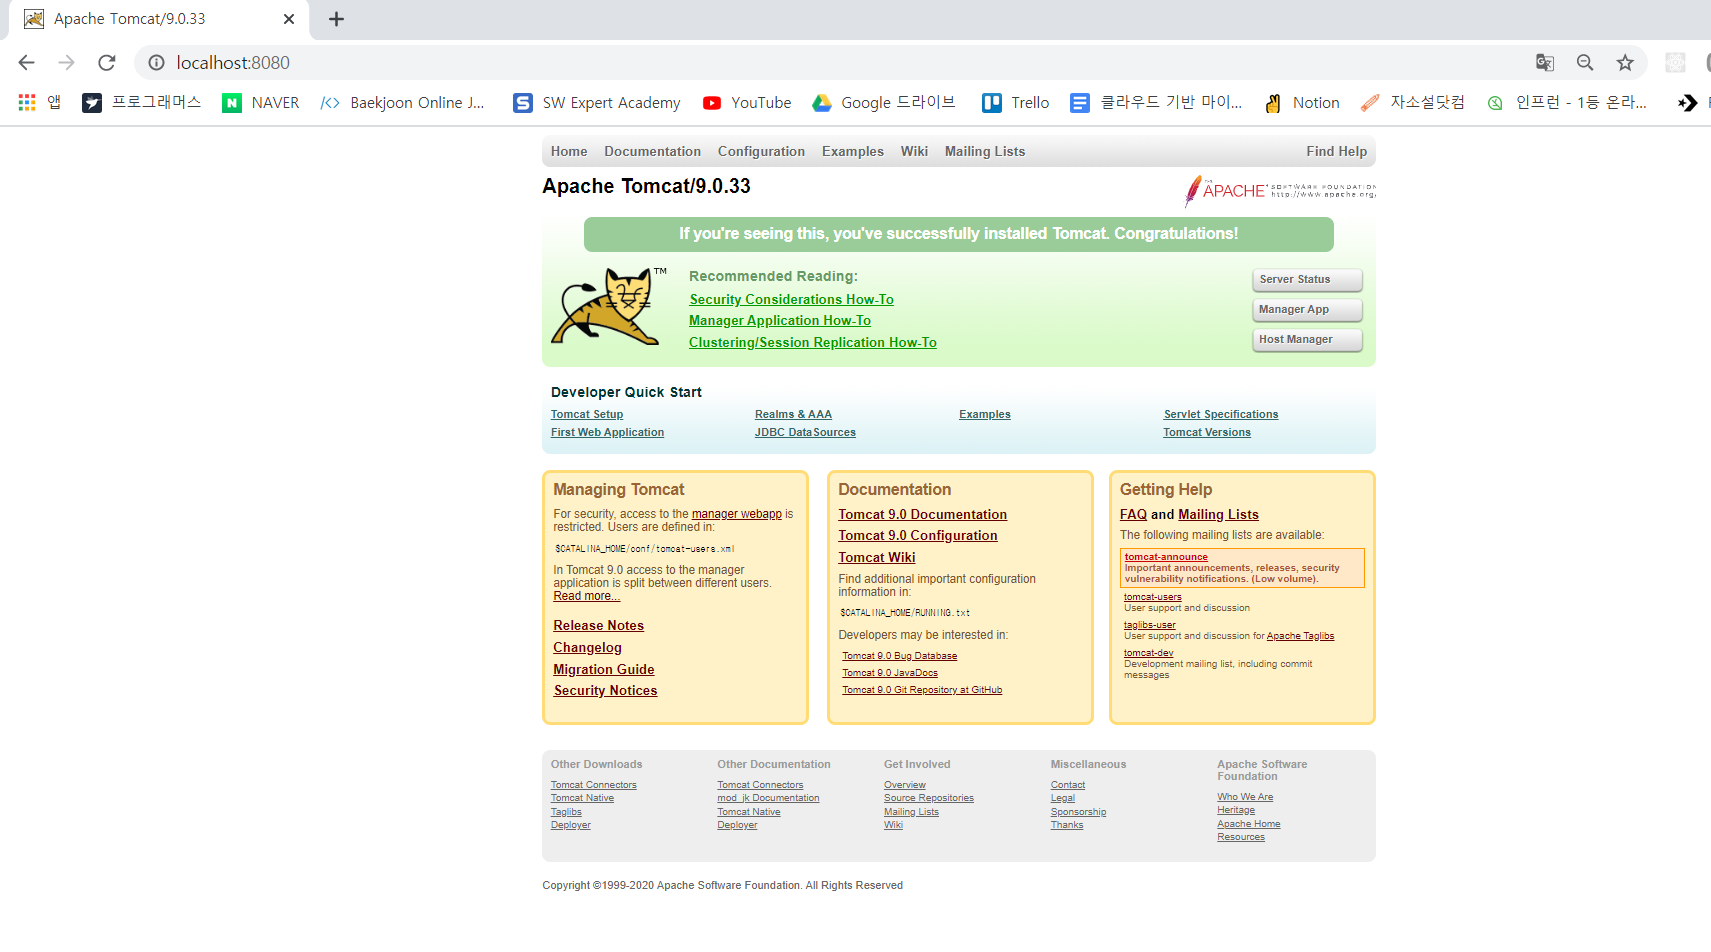 Apache Tomcat/9.0.33
localhost:8080
앱 프로그래머스 NAVER Baekjoon Online J... SW Expert Academy YouTube Google 드라이브 Trello 클라우드 기반 마이... Notion 자소설닷컴 인프런 - 1등 온라...
Home Documentation Configuration Examples Wiki Mailing Lists Find Help
Apache Tomcat/9.0.33
THE APACHE SOFTWARE FOUNDATION
http://www.apache.org/
If you're seeing this, you've successfully installed Tomcat. Congratulations!
TM
Recommended Reading:
Security Considerations How-To
Manager Application How-To
Clustering/Session Replication How-To
Server Status
Manager App
Host Manager
Developer Quick Start
Tomcat Setup Realms & AAA Examples Servlet Specifications
First Web Application JDBC DataSources Tomcat Versions
Managing Tomcat
For security, access to the manager webapp is
restricted. Users are defined in:
$CATALINA_HOME/conf/tomcat-users.xml
In Tomcat 9.0 access to the manager
application is split between different users.
Read more...
Release Notes
Changelog
Migration Guide
Security Notices
Documentation
Tomcat 9.0 Documentation
Tomcat 9.0 Configuration
Tomcat Wiki
Find additional important configuration
information in:
$CATALINA_HOME/RUNNING.txt
Developers may be interested in:
Tomcat 9.0 Bug Database
Tomcat 9.0 JavaDocs
Tomcat 9.0 Git Repository at GitHub
Getting Help
FAQ and Mailing Lists
The following mailing lists are available:
tomcat-announce
Important announcements, releases, security
vulnerability notifications. (Low volume).
tomcat-users
User support and discussion
taglibs-user
User support and discussion for Apache Taglibs
tomcat-dev
Development mailing list, including commit
messages
Other Downloads
Tomcat Connectors
Tomcat Native
Taglibs
Deployer
Other Documentation
Tomcat Connectors
mod_jk Documentation
Tomcat Native
Deployer
Get Involved
Overview
Source Repositories
Mailing Lists
Wiki
Miscellaneous
Contact
Legal
Sponsorship
Thanks
Apache Software
Foundation
Who We Are
Heritage
Apache Home
Resources
Copyright ©1999-2020 Apache Software Foundation. All Rights Reserved